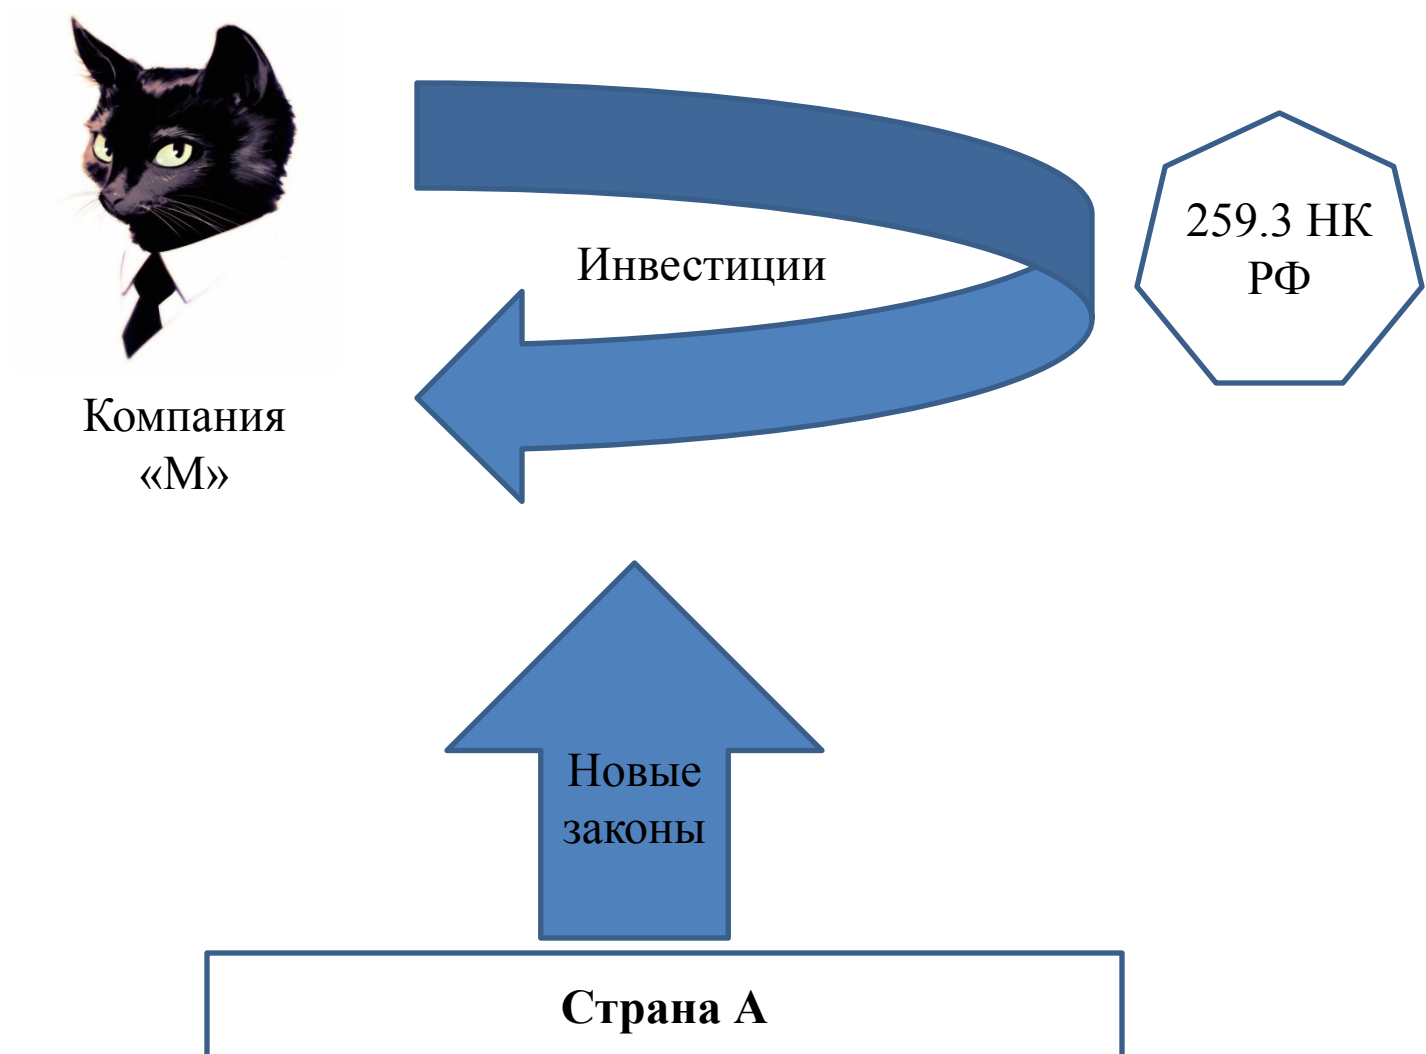 259.3 НК
РФ
Инвестиции
Компания
«М»
Новые
законы
Страна А